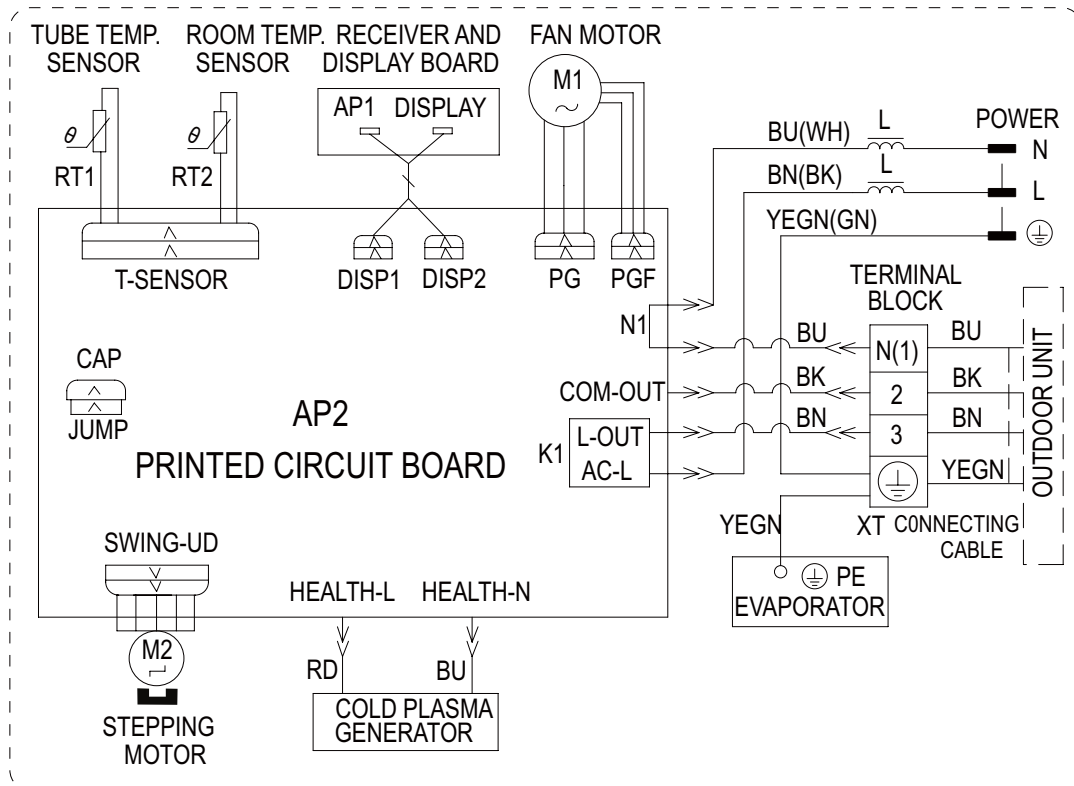 TUBE TEMP.
SENSOR
ROOM TEMP.
SENSOR
RECEIVER AND
DISPLAY BOARD
FAN MOTOR
AP1 DISPLAY
M1
θ
RT1
θ
RT2
T-SENSOR
DISP1
DISP2
PG
PGF
BU(WH)
L
POWER
N
BN(BK)
L
L
YEGN(GN)
TERMINAL
BLOCK
N1
BU
N(1)
BU
COM-OUT
BK
2
BK
K1
L-OUT
AC-L
BN
3
BN
YEGN
OUTDOOR UNIT
CAP
JUMP
AP2
PRINTED CIRCUIT BOARD
YEGN
XT
C0NNECTING
CABLE
PE
EVAPORATOR
SWING-UD
M2
STEPPING
MOTOR
HEALTH-L
HEALTH-N
RD
BU
COLD PLASMA
GENERATOR